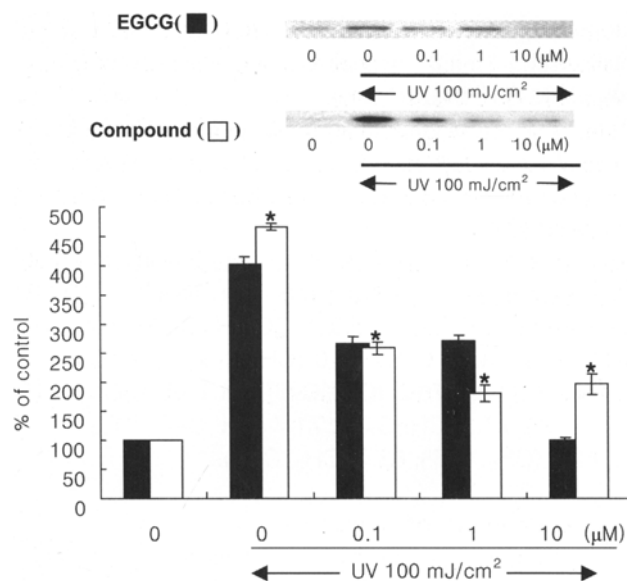 EGCG(■)
0 0 0.1 1 10 (μM)
UV 100 mJ/cm²
Compound (□)
0 0 0.1 1 10 (μM)
UV 100 mJ/cm²
% of control
500
450
300
350
300
200
150
100
50
0
* * * *
0 0 0.1 1 10 (μM)
UV 100 mJ/cm²